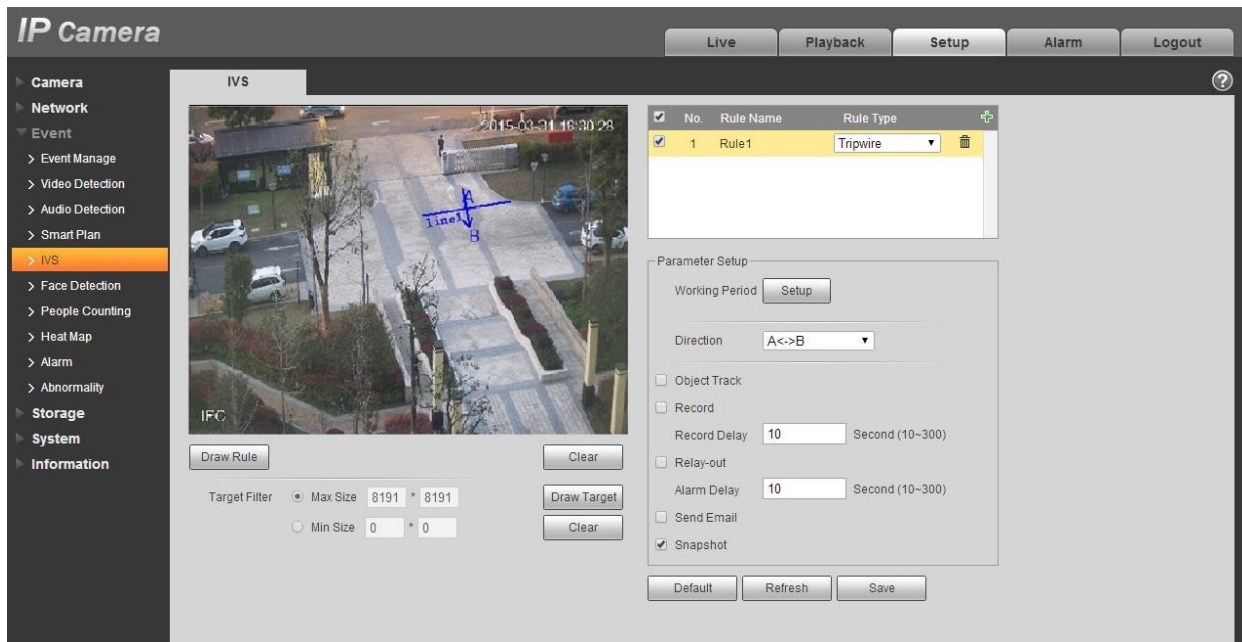 IP Camera
Live
Playback
Setup
Alarm
Logout
Camera
Network
Event
> Event Manage
> Video Detection
> Audio Detection
> Smart Plan
> IVS
> Face Detection
> People Counting
> Heat Map
> Alarm
> Abnormality
Storage
System
Information
IVS
?
2015-03-31 18:30:28
A
line1
B
IPC
Draw Rule
Clear
Target Filter Max Size 8191 * 8191 Draw Target
Min Size 0 * 0 Clear
No. Rule Name Rule Type
1 Rule1 Tripwire
Parameter Setup
Working Period Setup
Direction A<->B
Object Track
Record
Record Delay 10 Second (10~300)
Relay-out
Alarm Delay 10 Second (10~300)
Send Email
Snapshot
Default Refresh Save